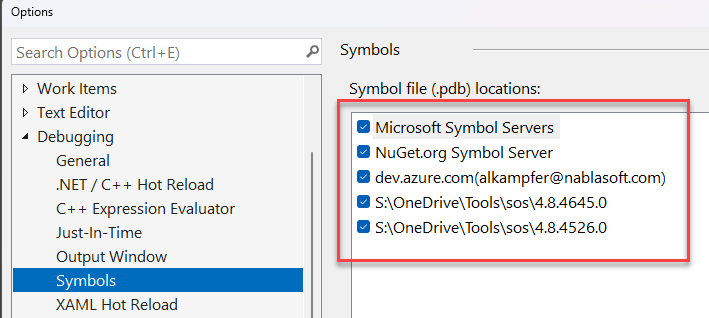 Options
Search Options (Ctrl+E)
Work Items
Text Editor
Debugging
General
.NET / C++ Hot Reload
C++ Expression Evaluator
Just-In-Time
Output Window
Symbols
XAML Hot Reload
Symbols
Symbol file (.pdb) locations:
Microsoft Symbol Servers
NuGet.org Symbol Server
dev.azure.com(alkampfer@nablasoft.com)
S:\OneDrive\Tools\sos\4.8.4645.0
S:\OneDrive\Tools\sos\4.8.4526.0